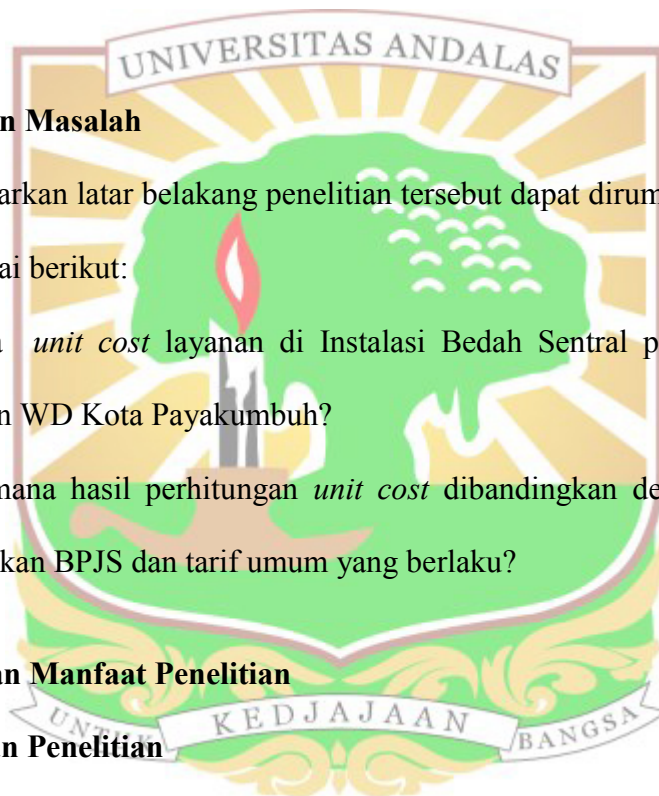 UNIVERSITAS ANDALAS
n Masalah
arkan latar belakang penelitian tersebut dapat dirum
ai berikut:
unit cost layanan di Instalasi Bedah Sentral p
n WD Kota Payakumbuh?
mana hasil perhitungan unit cost dibandingkan de
kan BPJS dan tarif umum yang berlaku?
an Manfaat Penelitian
UNTUK KEDJAJAAN BANGSA
n Penelitian